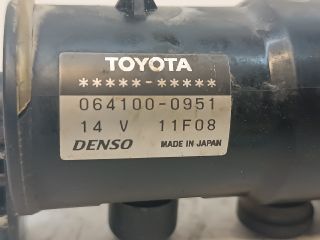 TOYOTA
*****-*****
064100-0951
14 V 11F08
DENSO MADE IN JAPAN